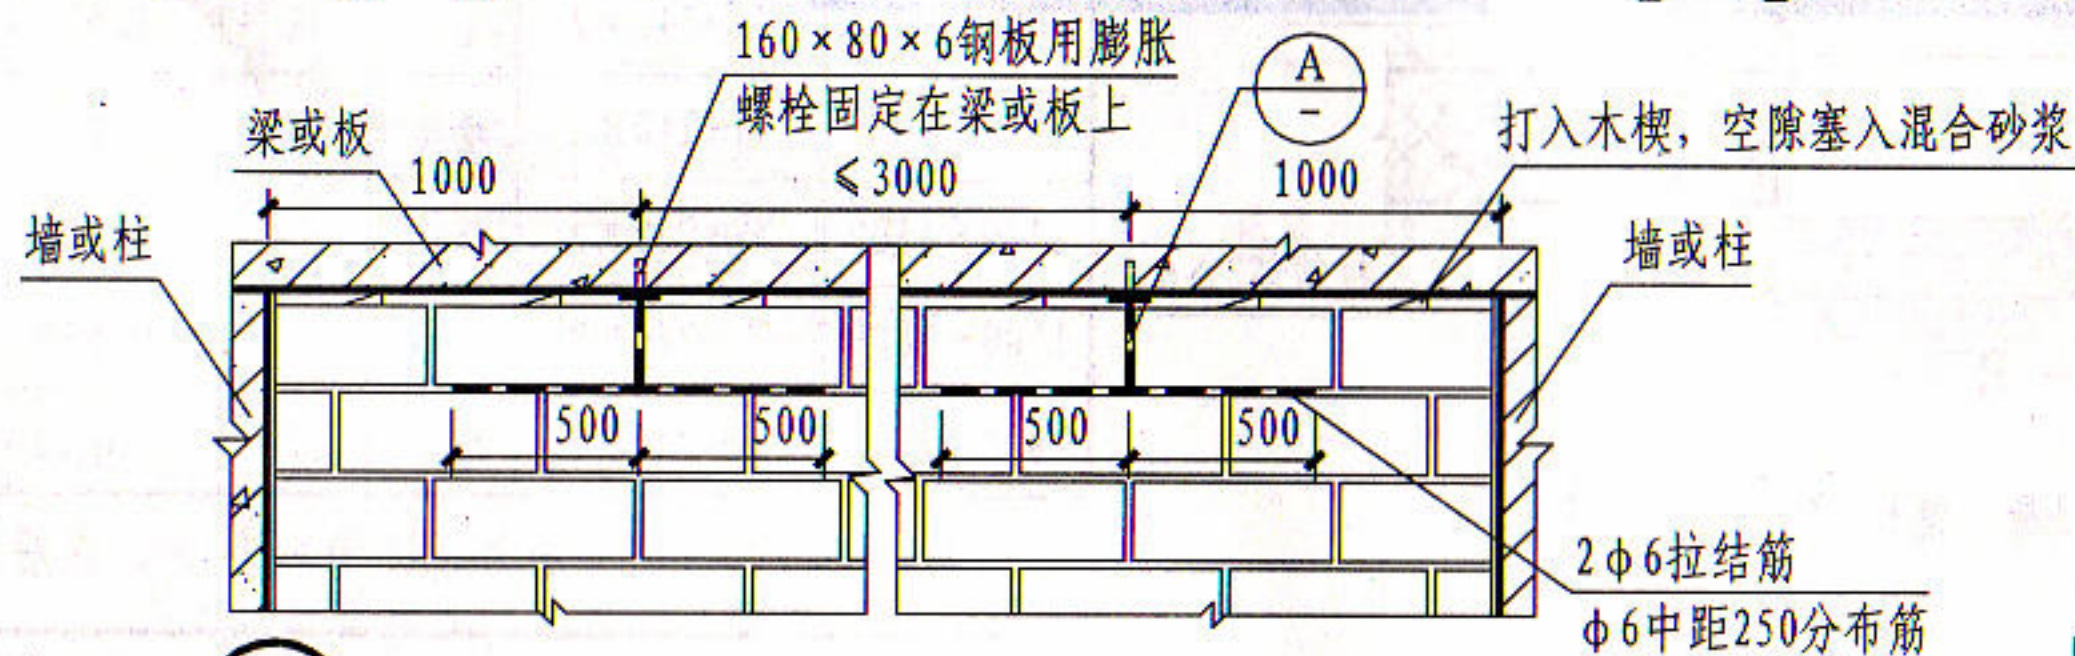 160×80×6钢板用膨胀
螺栓固定在梁或板上
A
-
梁或板
打入木楔，空隙塞入混合砂浆
1000
≤3000
1000
墙或柱
墙或柱
500
500
500
500
2φ6拉结筋
φ6中距250分布筋